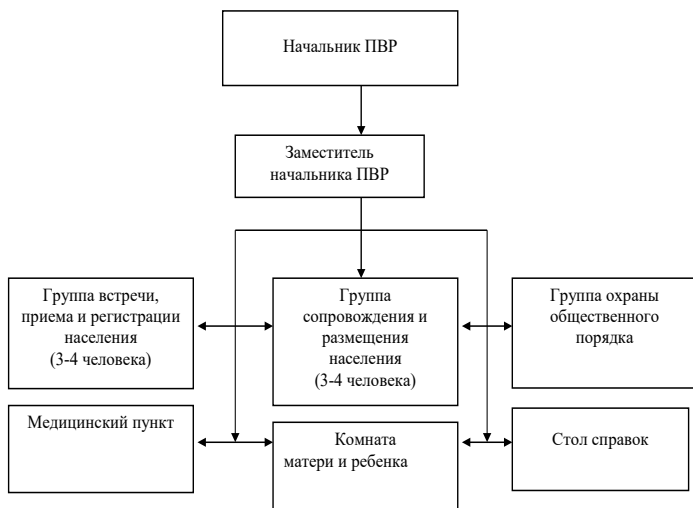 Начальник ПВР
Заместитель
начальника ПВР
Группа встречи,
приема и регистрации
населения
(3-4 человека)
Группа
сопровождения и
размещения
населения
(3-4 человека)
Группа охраны
общественного
порядка
Медицинский пункт
Комната
матери и ребенка
Стол справок